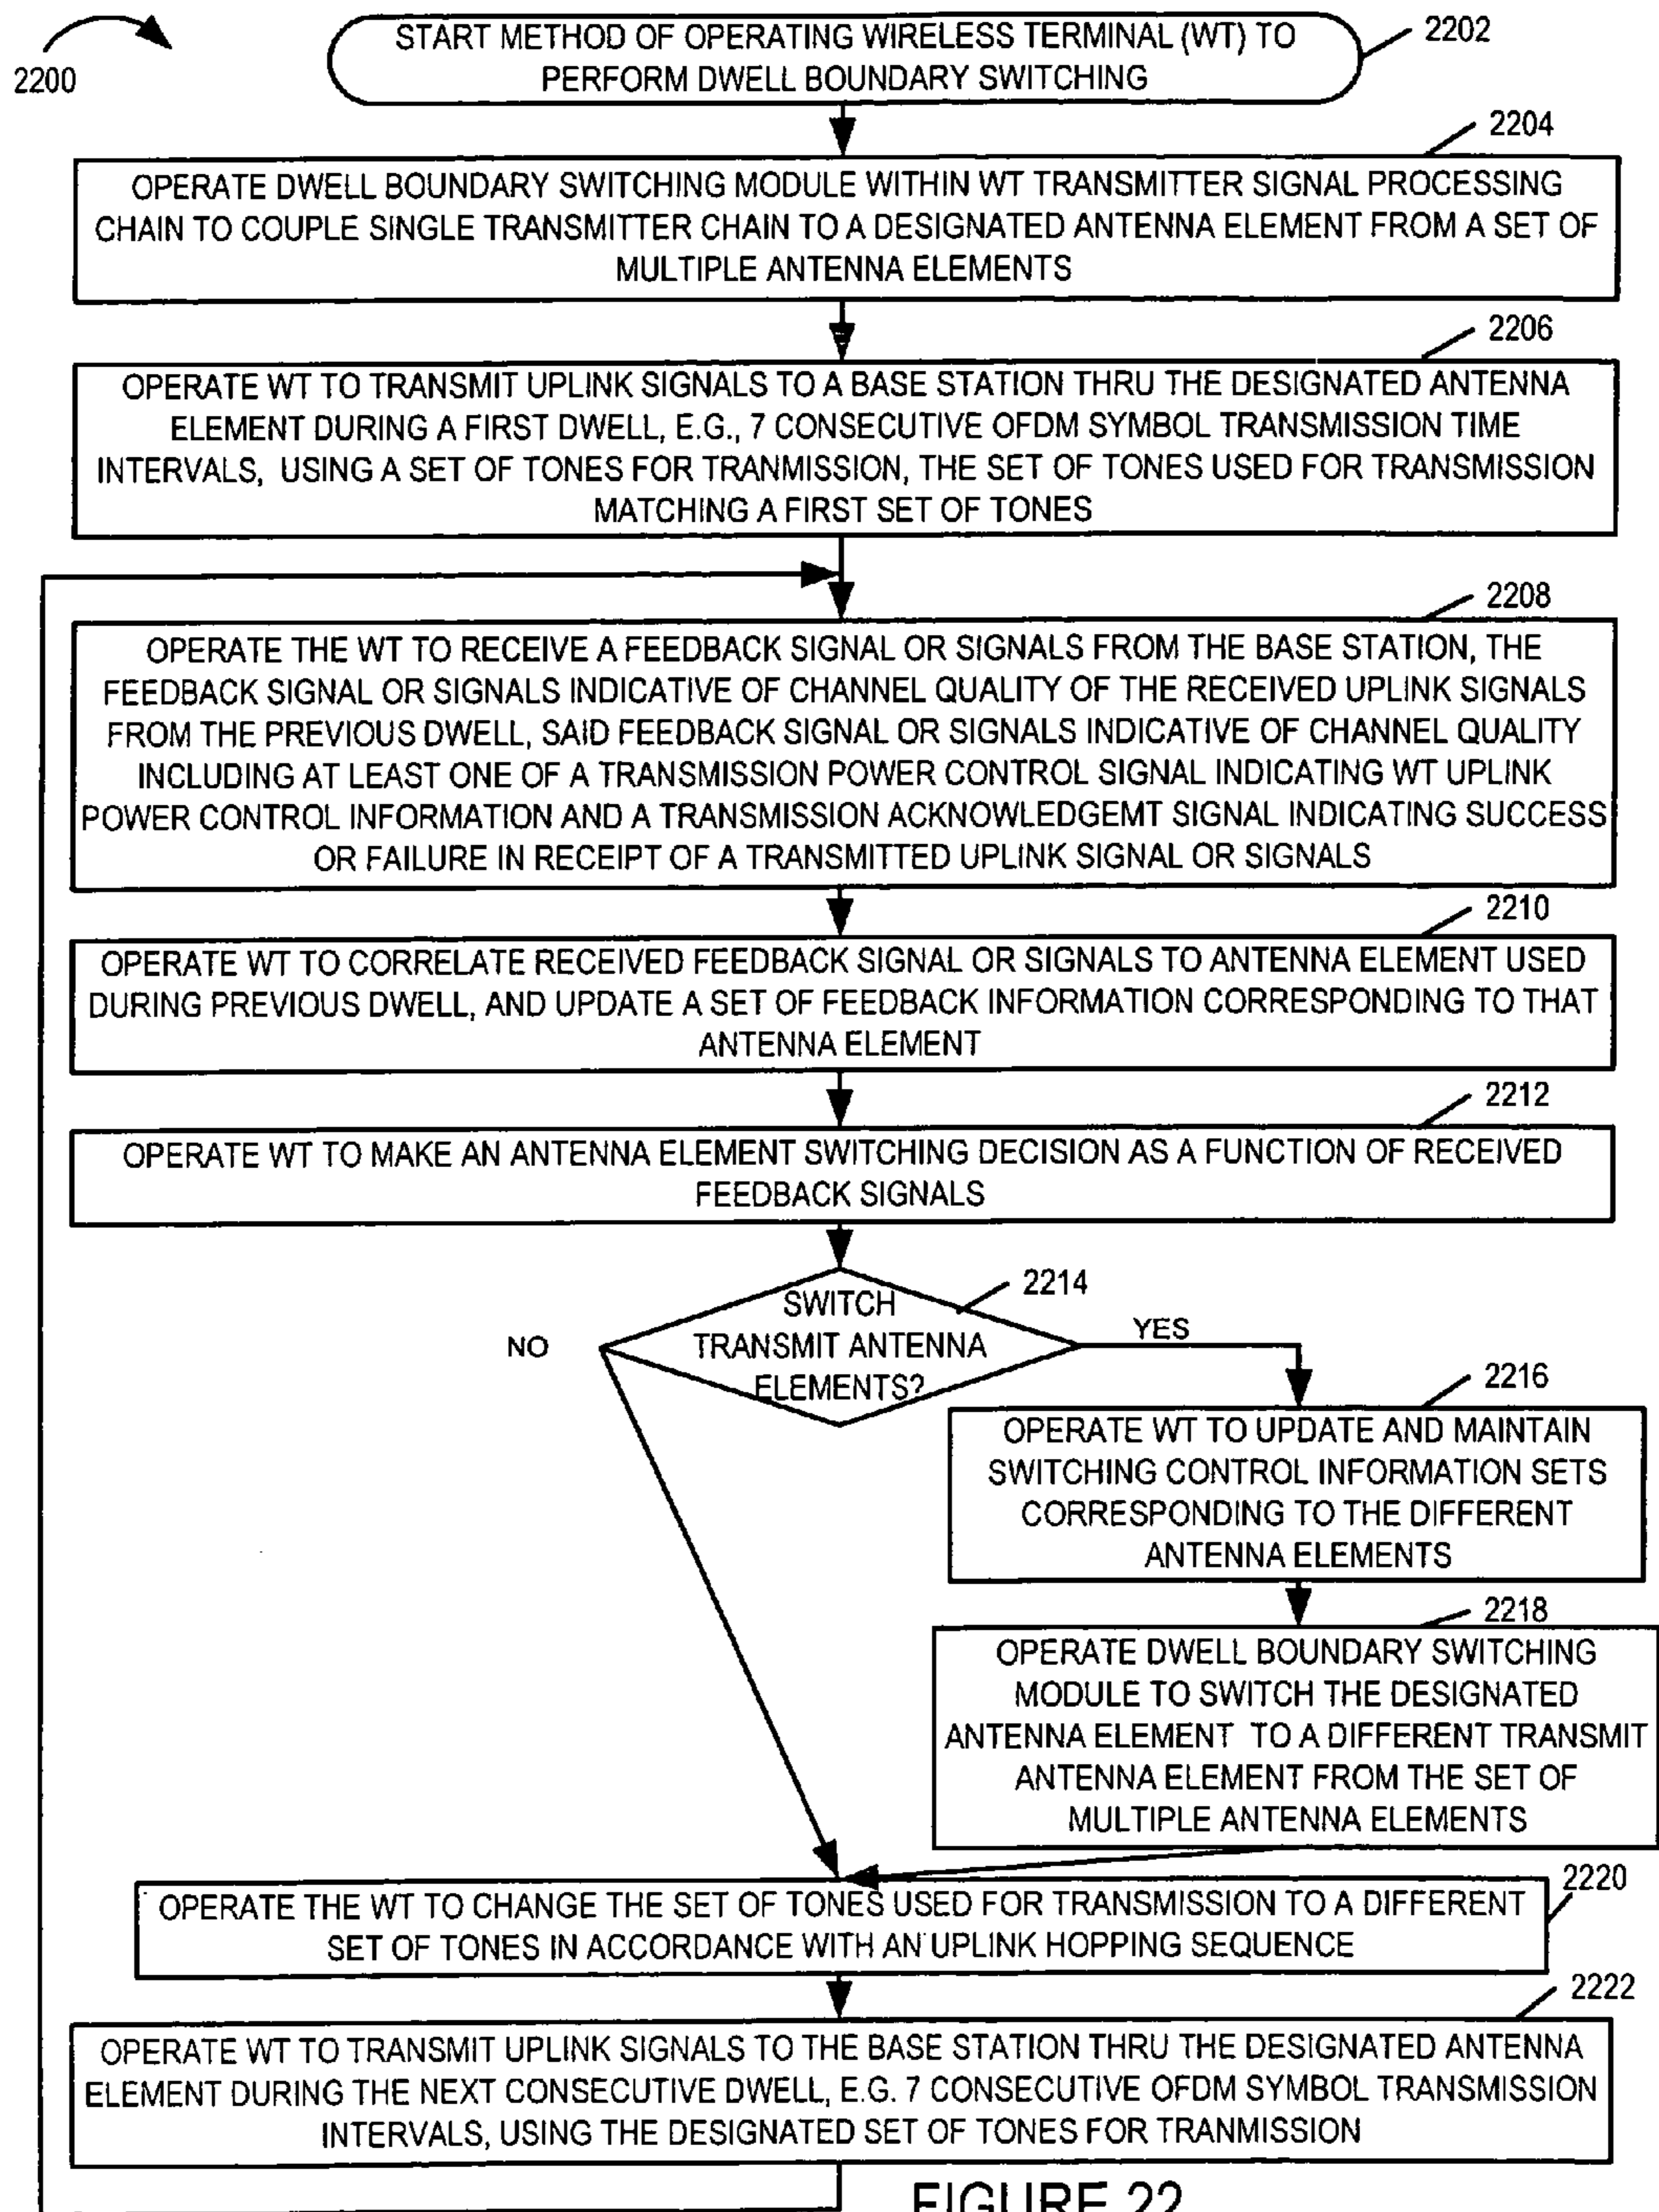 2200
START METHOD OF OPERATING WIRELESS TERMINAL (WT) TO
PERFORM DWELL BOUNDARY SWITCHING
2202
2204
OPERATE DWELL BOUNDARY SWITCHING MODULE WITHIN WT TRANSMITTER SIGNAL PROCESSING
CHAIN TO COUPLE SINGLE TRANSMITTER CHAIN TO A DESIGNATED ANTENNA ELEMENT FROM A SET OF
MULTIPLE ANTENNA ELEMENTS
2206
OPERATE WT TO TRANSMIT UPLINK SIGNALS TO A BASE STATION THRU THE DESIGNATED ANTENNA
ELEMENT DURING A FIRST DWELL, E.G., 7 CONSECUTIVE OFDM SYMBOL TRANSMISSION TIME
INTERVALS, USING A SET OF TONES FOR TRANMISSION, THE SET OF TONES USED FOR TRANSMISSION
MATCHING A FIRST SET OF TONES
2208
OPERATE THE WT TO RECEIVE A FEEDBACK SIGNAL OR SIGNALS FROM THE BASE STATION, THE
FEEDBACK SIGNAL OR SIGNALS INDICATIVE OF CHANNEL QUALITY OF THE RECEIVED UPLINK SIGNALS
FROM THE PREVIOUS DWELL, SAID FEEDBACK SIGNAL OR SIGNALS INDICATIVE OF CHANNEL QUALITY
INCLUDING AT LEAST ONE OF A TRANSMISSION POWER CONTROL SIGNAL INDICATING WT UPLINK
POWER CONTROL INFORMATION AND A TRANSMISSION ACKNOWLEDGEMT SIGNAL INDICATING SUCCESS
OR FAILURE IN RECEIPT OF A TRANSMITTED UPLINK SIGNAL OR SIGNALS
2210
OPERATE WT TO CORRELATE RECEIVED FEEDBACK SIGNAL OR SIGNALS TO ANTENNA ELEMENT USED
DURING PREVIOUS DWELL, AND UPDATE A SET OF FEEDBACK INFORMATION CORRESPONDING TO THAT
ANTENNA ELEMENT
2212
OPERATE WT TO MAKE AN ANTENNA ELEMENT SWITCHING DECISION AS A FUNCTION OF RECEIVED
FEEDBACK SIGNALS
2214
SWITCH
TRANSMIT ANTENNA
ELEMENTS?
NO
YES
2216
OPERATE WT TO UPDATE AND MAINTAIN
SWITCHING CONTROL INFORMATION SETS
CORRESPONDING TO THE DIFFERENT
ANTENNA ELEMENTS
2218
OPERATE DWELL BOUNDARY SWITCHING
MODULE TO SWITCH THE DESIGNATED
ANTENNA ELEMENT TO A DIFFERENT TRANSMIT
ANTENNA ELEMENT FROM THE SET OF
MULTIPLE ANTENNA ELEMENTS
2220
OPERATE THE WT TO CHANGE THE SET OF TONES USED FOR TRANSMISSION TO A DIFFERENT
SET OF TONES IN ACCORDANCE WITH AN UPLINK HOPPING SEQUENCE
2222
OPERATE WT TO TRANSMIT UPLINK SIGNALS TO THE BASE STATION THRU THE DESIGNATED ANTENNA
ELEMENT DURING THE NEXT CONSECUTIVE DWELL, E.G. 7 CONSECUTIVE OFDM SYMBOL TRANSMISSION
INTERVALS, USING THE DESIGNATED SET OF TONES FOR TRANMISSION
FIGURE 22